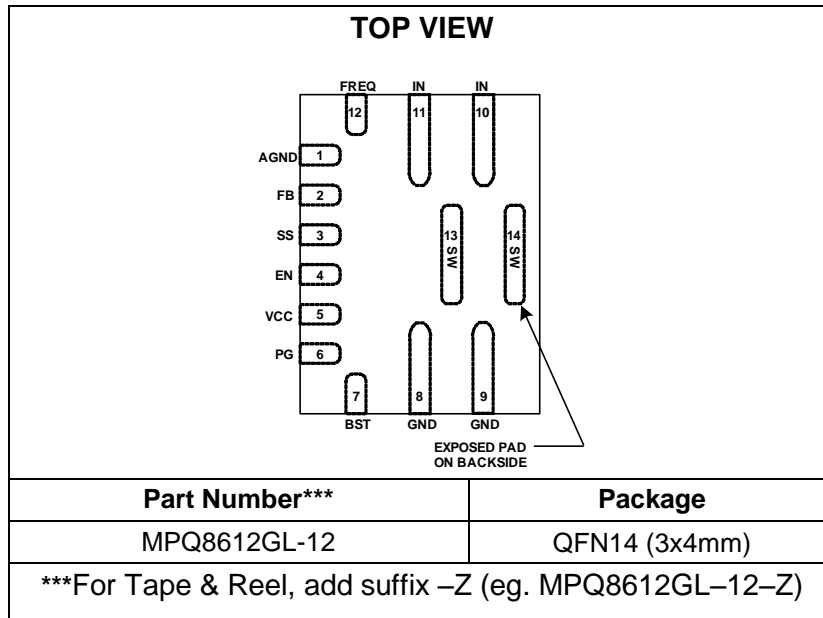 TOP VIEW
FREQ IN IN
12 11 10
AGND 1
FB 2
SS 3
13 SW 14 SW
EN 4
VCC 5
PG 6
7 8 9
BST GND GND
EXPOSED PAD
ON BACKSIDE
Part Number*** Package
MPQ8612GL-12 QFN14 (3x4mm)
***For Tape & Reel, add suffix –Z (eg. MPQ8612GL–12–Z)